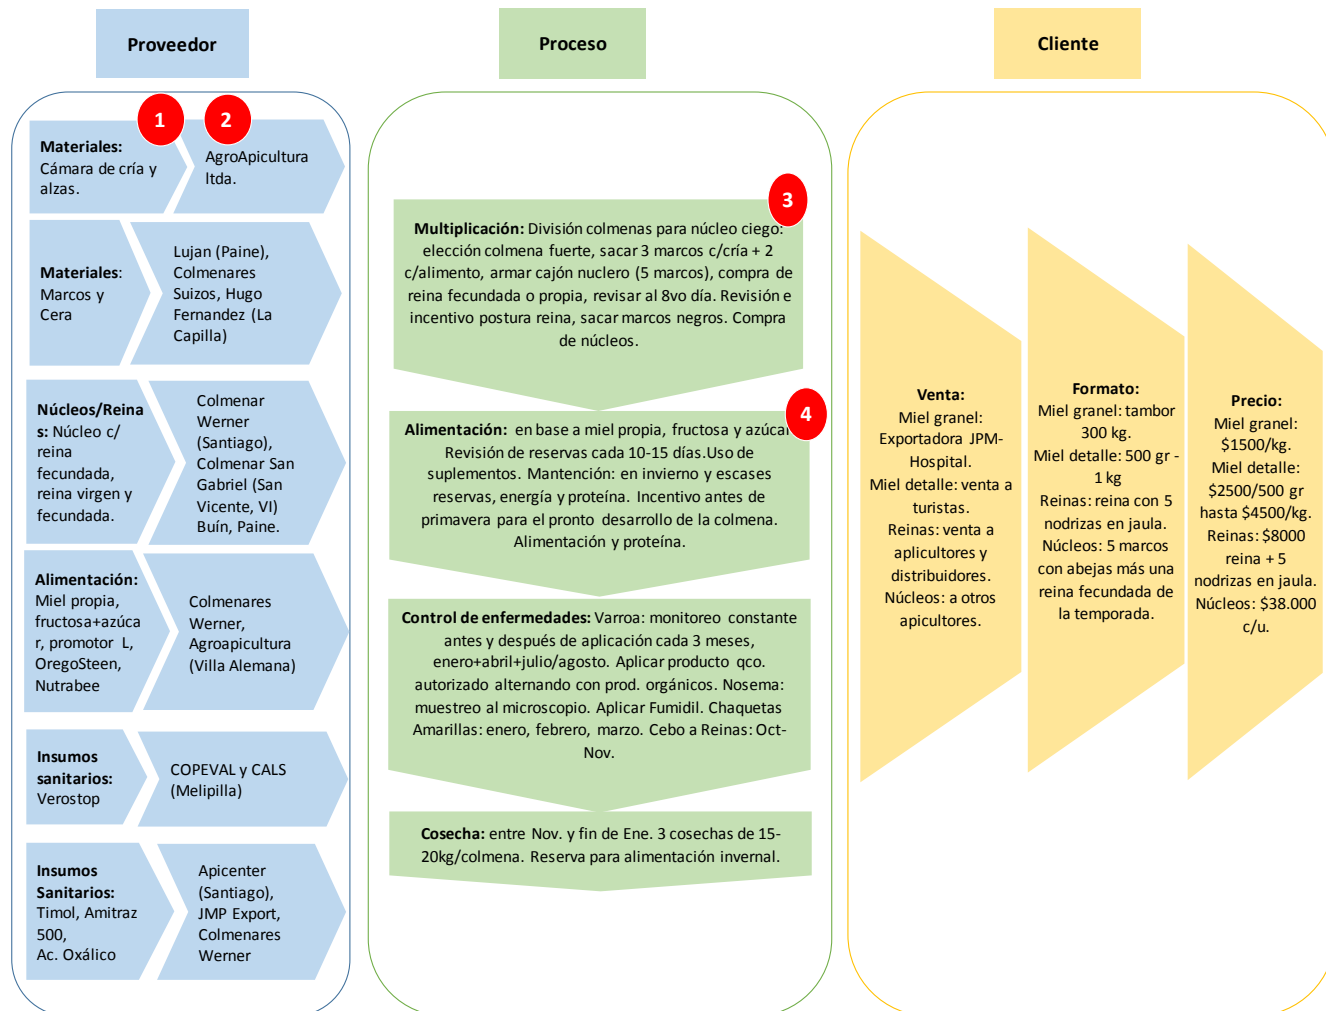 Proveedor
Proceso
Cliente
1
2
Materiales:
Cámara de cría y
alzas.
AgroApicultura
ltda.
Materiales:
Marcos y
Cera
Lujan (Paine),
Colmenares
Suizos, Hugo
Fernandez (La
Capilla)
Núcleos/Reina
s: Núcleo c/
reina
fecundada,
reina virgen y
fecundada.
Colmenar
Werner
(Santiago),
Colmenar San
Gabriel (San
Vicente, VI)
Buín, Paine.
Alimentación:
Miel propia,
fructosa+azúca
r, promotor L,
OregoSteen,
Nutrabee
Colmenares
Werner,
Agroapicultura
(Villa Alemana)
Insumos
sanitarios:
Verostop
COPEVAL y CALS
(Melipilla)
Insumos
Sanitarios:
Timol, Amitraz
500,
Ac. Oxálico
Apicenter
(Santiago),
JMP Export,
Colmenares
Werner
3
Multiplicación: División colmenas para núcleo ciego:
elección colmena fuerte, sacar 3 marcos c/cría + 2
c/alimento, armar cajón nuclero (5 marcos), compra de
reina fecundada o propia, revisar al 8vo día. Revisión e
incentivo postura reina, sacar marcos negros. Compra
de núcleos.
4
Alimentación: en base a miel propia, fructosa y azúcar.
Revisión de reservas cada 10-15 días.Uso de
suplementos. Mantención: en invierno y escases
reservas, energía y proteína. Incentivo antes de
primavera para el pronto desarrollo de la colmena.
Alimentación y proteína.
Control de enfermedades: Varroa: monitoreo constante
antes y después de aplicación cada 3 meses,
enero+abril+julio/agosto. Aplicar producto qco.
autorizado alternando con prod. orgánicos. Nosema:
muestreo al microscopio. Aplicar Fumidil. Chaquetas
Amarillas: enero, febrero, marzo. Cebo a Reinas: Oct-
Nov.
Cosecha: entre Nov. y fin de Ene. 3 cosechas de 15-
20kg/colmena. Reserva para alimentación invernal.
Venta:
Miel granel:
Exportadora JPM-
Hospital.
Miel detalle: venta a
turistas.
Reinas: venta a
aplicultores y
distribuidores.
Núcleos: a otros
apicultores.
Formato:
Miel granel: tambor
300 kg.
Miel detalle: 500 gr -
1 kg
Reinas: reina con 5
nodrizas en jaula.
Núcleos: 5 marcos
con abejas más una
reina fecundada de
la temporada.
Precio:
Miel granel:
$1500/kg.
Miel detalle:
$2500/500 gr
hasta $4500/kg.
Reinas: $8000
reina + 5
nodrizas en jaula.
Núcleos: $38.000
c/u.